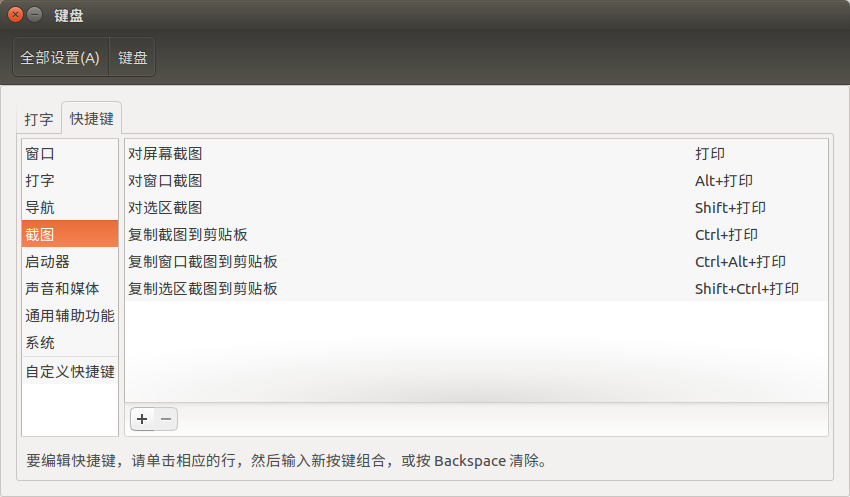 键盘
全部设置(A) 键盘
打字 快捷键
窗口
打字
导航
截图
启动器
声音和媒体
通用辅助功能
系统
自定义快捷键
对屏幕截图 打印
对窗口截图 Alt+打印
对选区截图 Shift+打印
复制截图到剪贴板 Ctrl+打印
复制窗口截图到剪贴板 Ctrl+Alt+打印
复制选区截图到剪贴板 Shift+Ctrl+打印
要编辑快捷键，请单击相应的行，然后输入新按键组合，或按 Backspace 清除。